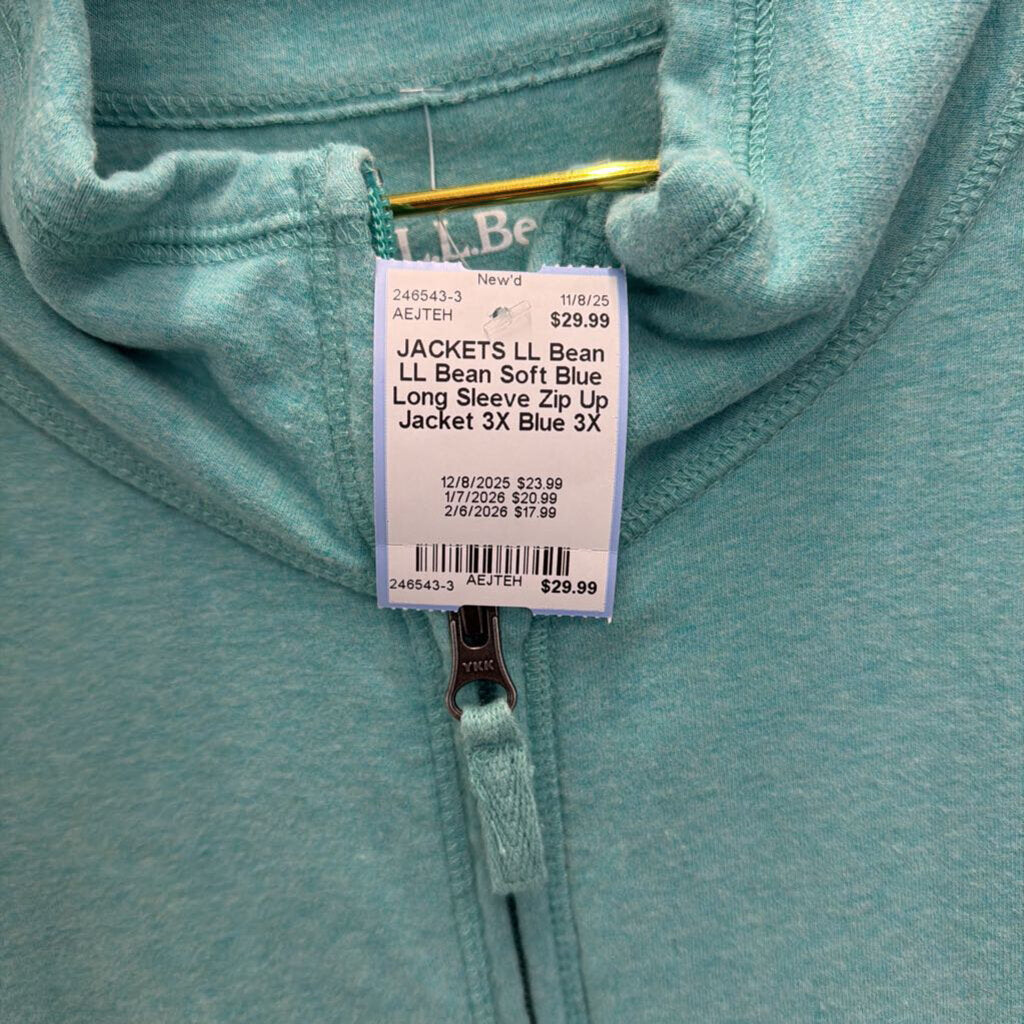 L.L.Be
New'd
246543-3 11/8/25
AEJTEH $29.99
JACKETS LL Bean
LL Bean Soft Blue
Long Sleeve Zip Up
Jacket 3X Blue 3X
12/8/2025 $23.99
1/7/2026 $20.99
2/6/2026 $17.99
246543-3 AEJTEH $29.99
YKK